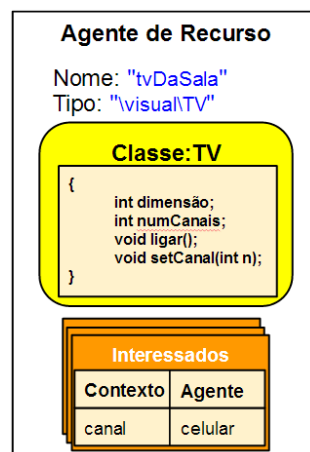 Agente de Recurso
Nome: "tvDaSala"
Tipo: "\visual\TV"
Classe:TV
{
int dimensão;
int numCanais;
void ligar();
void setCanal(int n);
}
Interessados
Contexto Agente
canal celular